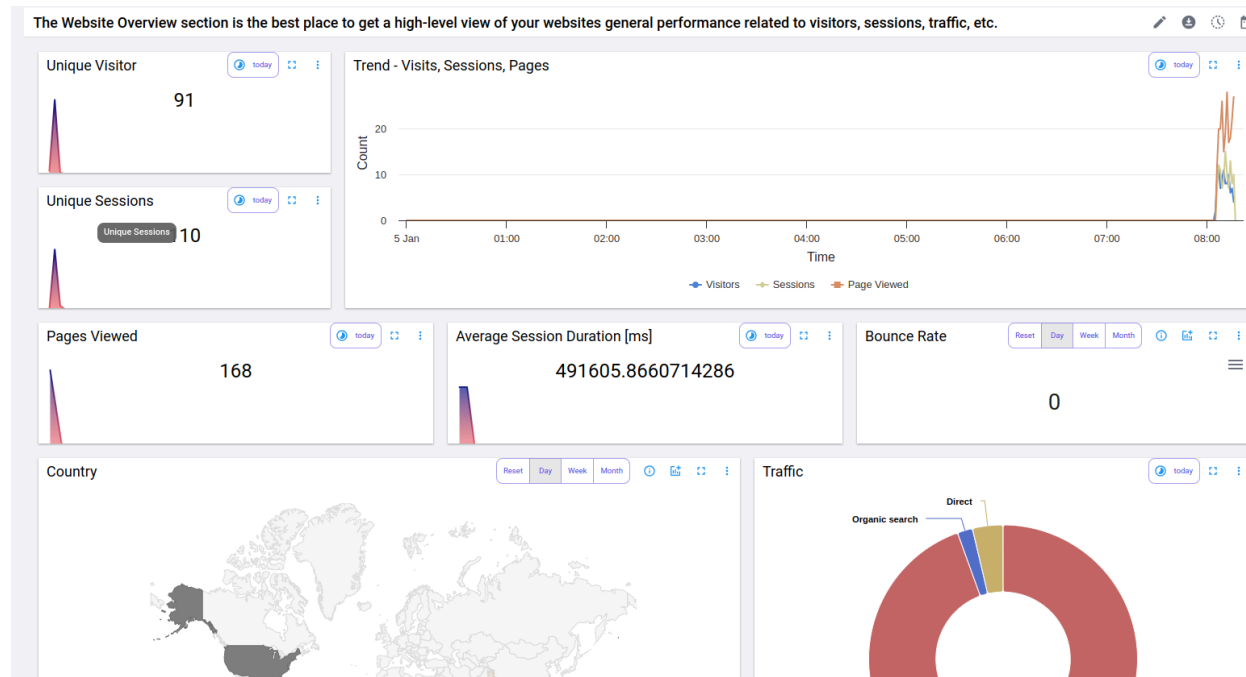 The Website Overview section is the best place to get a high-level view of your websites general performance related to visitors, sessions, traffic, etc.
Unique Visitor
today
91
Trend - Visits, Sessions, Pages
today
Count
20
10
0
5 Jan
01:00
02:00
03:00
04:00
05:00
06:00
07:00
08:00
Time
Visitors
Sessions
Page Viewed
Unique Sessions
today
Unique Sessions
10
Pages Viewed
today
168
Average Session Duration [ms]
today
491605.8660714286
Bounce Rate
Reset
Day
Week
Month
0
Country
Reset
Day
Week
Month
Traffic
today
Direct
Organic search